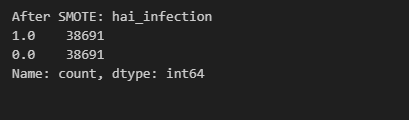 After SMOTE: hai_infection
1.0    38691
0.0    38691
Name: count, dtype: int64